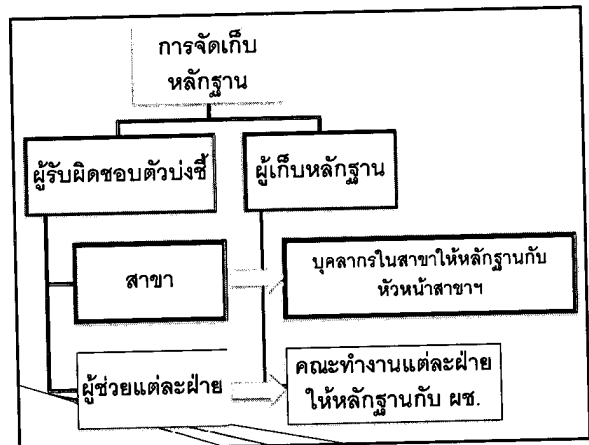 การจัดเก็บ
หลักฐาน
ผู้รับผิดชอบตัวบ่งชี้
ผู้เก็บหลักฐาน
สาขา
บุคลากรในสาขาให้หลักฐานกับ
หัวหน้าสาขาฯ
ผู้ช่วยแต่ละฝ่าย
คณะทำงานแต่ละฝ่าย
ให้หลักฐานกับ ผช.